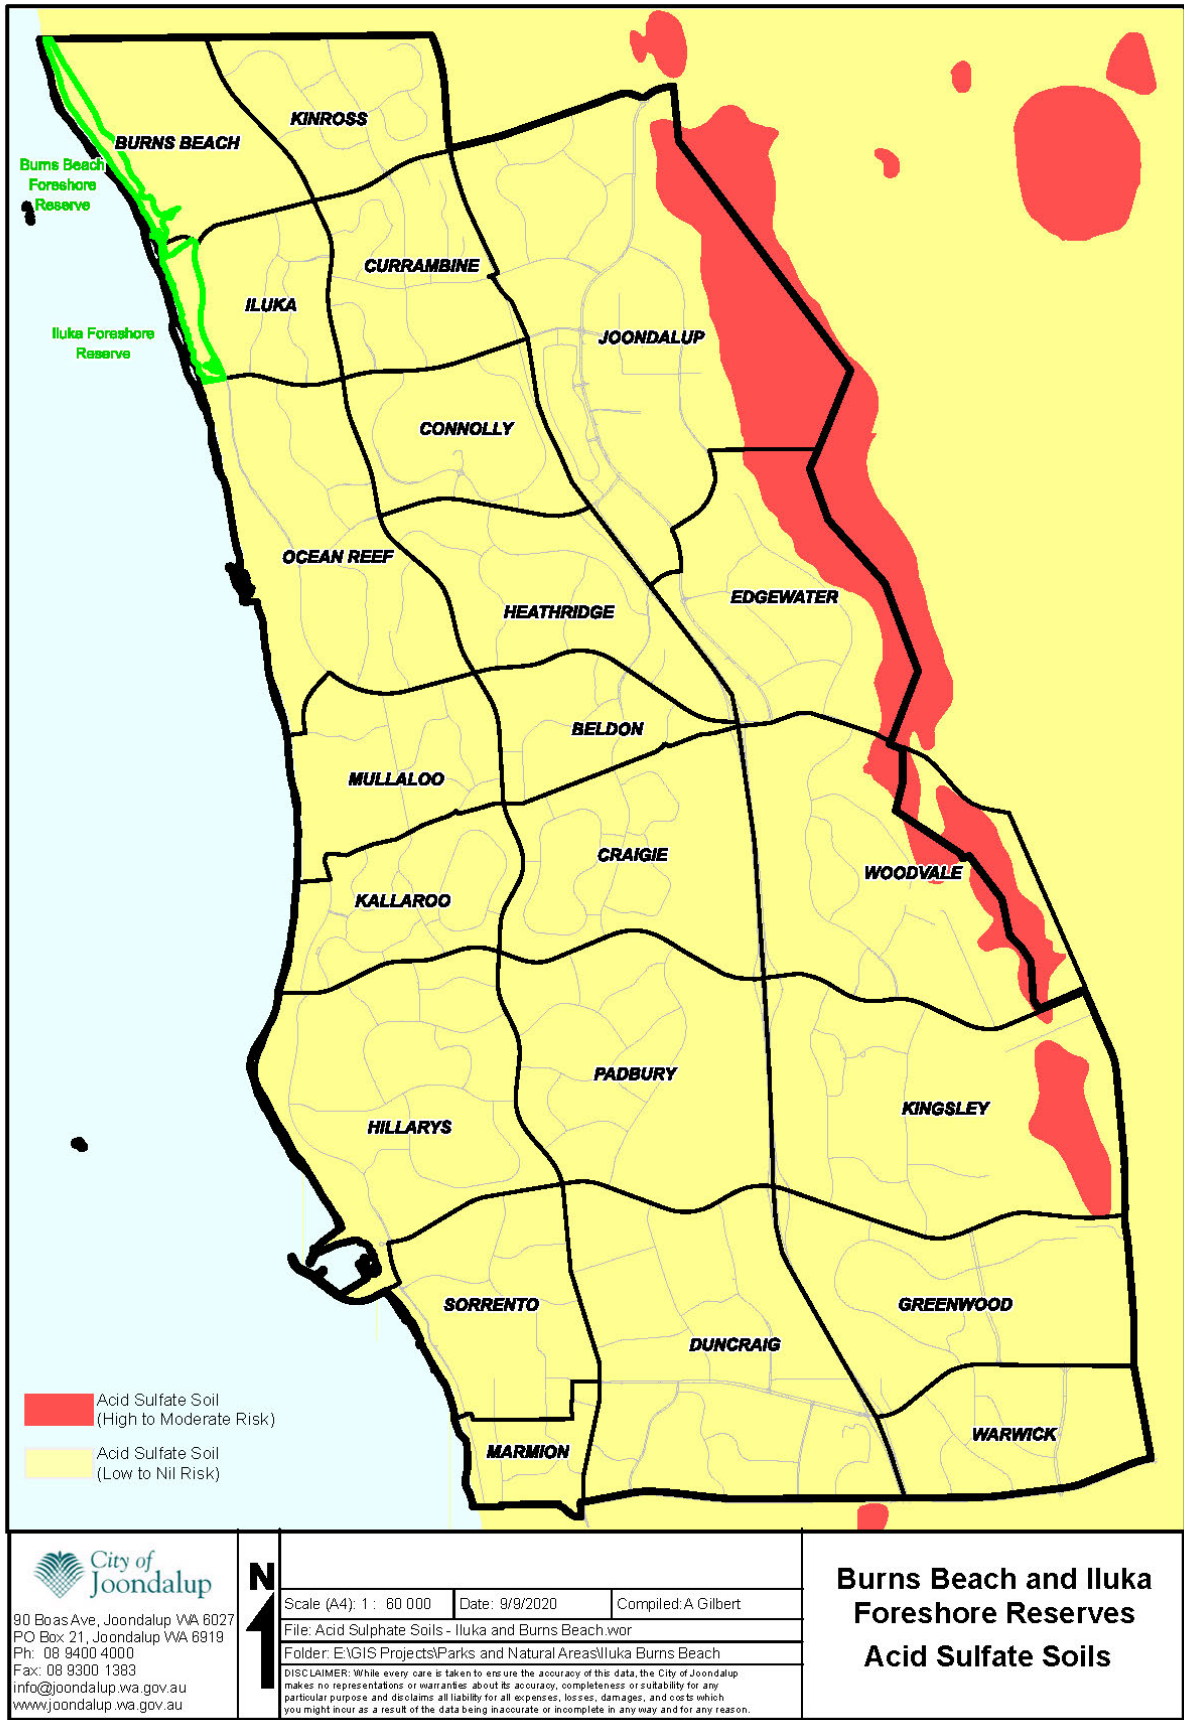 KINROSS
BURNS BEACH
Burns Beach
Foreshore
Reserve
CURRAMBINE
ILUKA
Iluka Foreshore
Reserve
JOONDALUP
CONNOLLY
OCEAN REEF
EDGEWATER
HEATHRIDGE
BELDON
MULLALOO
CRAIGIE
WOODVALE
KALLAROO
PADBURY
KINGSLEY
HILLARYS
SORRENTO
GREENWOOD
DUNCRAIG
WARWICK
MARMION
Acid Sulfate Soil
(High to Moderate Risk)
Acid Sulfate Soil
(Low to Nil Risk)
City of
Joondalup
90 Boas Ave, Joondalup WA 6027
PO Box 21, Joondalup WA 6919
Ph: 08 9400 4000
Fax: 08 9300 1383
info@joondalup.wa.gov.au
www.joondalup.wa.gov.au
N
Scale (A4): 1 : 60 000
Date: 9/9/2020
Compiled: A Gilbert
File: Acid Sulphate Soils - Iluka and Burns Beach.wor
Folder: E:\GIS Projects\Parks and Natural Areas\Iluka Burns Beach
DISCLAIMER: While every care is taken to ensure the accuracy of this data, the City of Joondalup
makes no representations or warranties about its accuracy, completeness or suitability for any
particular purpose and disclaims all liability for all expenses, losses, damages, and costs which
you might incur as a result of the data being inaccurate or incomplete in any way and for any reason.
Burns Beach and Iluka
Foreshore Reserves
Acid Sulfate Soils